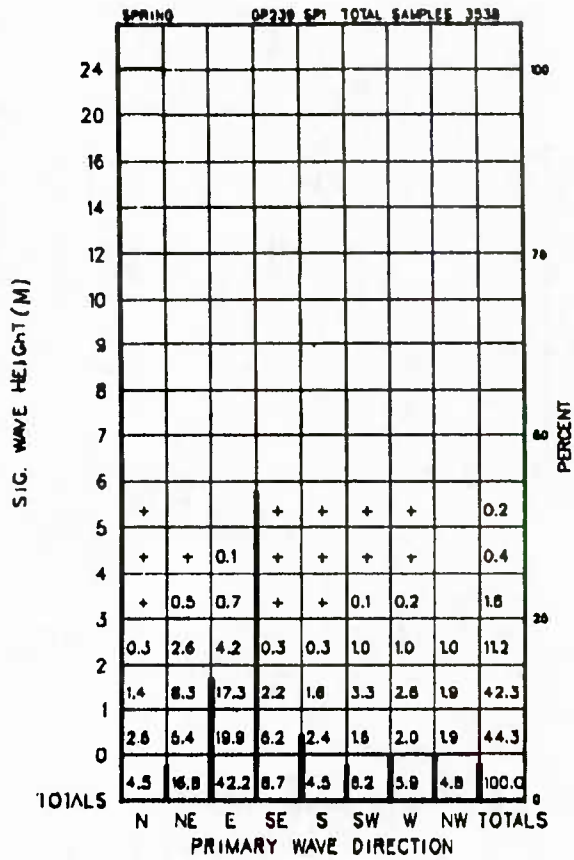 SPRING GP239 SP1 TOTAL SAMPLES 3538
24 100
20
16
14
12
10
9
8
7
6
+ + + + + 0.2
5
+ + 0.1 + + + + 0.4
4
+ 0.5 0.7 + + 0.1 0.2 1.6
3
0.3 2.6 4.2 0.3 0.3 1.0 1.0 1.0 11.2
2
1.4 8.3 17.3 2.2 1.8 3.3 2.8 1.9 42.3
1
2.8 5.4 19.9 6.2 2.4 1.8 2.0 1.9 44.3
0
TOTALS 4.5 16.8 42.2 8.7 4.5 6.2 5.9 4.8 100.0 0
N NE E SE S SW W NW TOTALS
PRIMARY WAVE DIRECTION
SIG. WAVE HEIGHT(M)
PERCENT